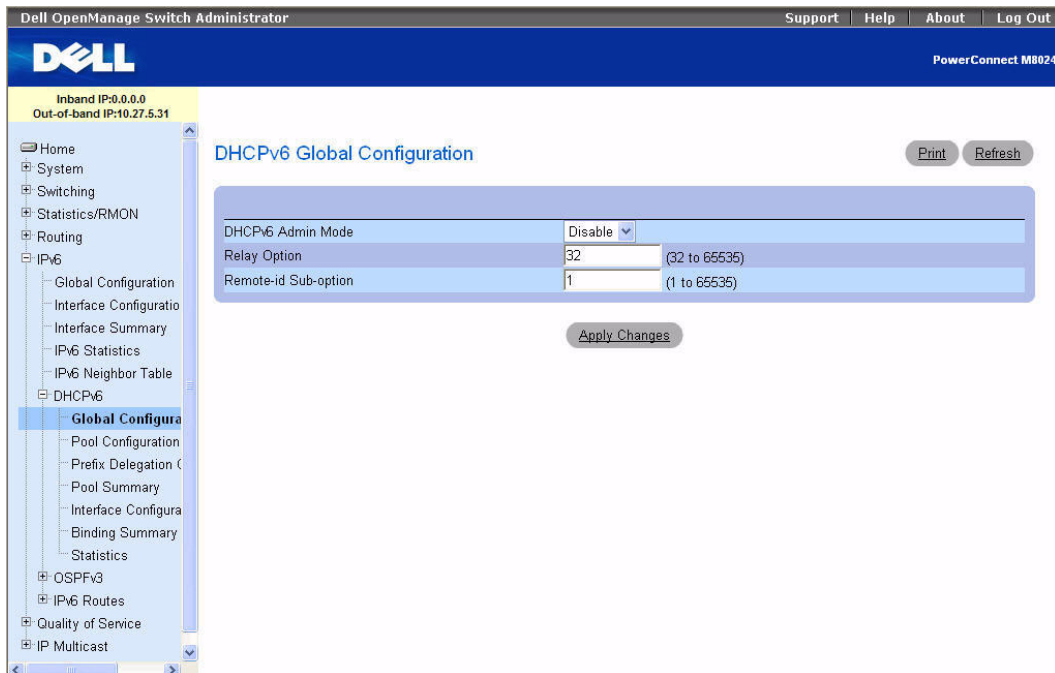 Dell OpenManage Switch Administrator
Support Help About Log Out
DELL
PowerConnect M8024
Inband IP:0.0.0.0
Out-of-band IP:10.27.5.31
Home
System
Switching
Statistics/RMON
Routing
IPv6
Global Configuration
Interface Configuratio
Interface Summary
IPv6 Statistics
IPv6 Neighbor Table
DHCPv6
Global Configura
Pool Configuration
Prefix Delegation C
Pool Summary
Interface Configura
Binding Summary
Statistics
OSPFv3
IPv6 Routes
Quality of Service
IP Multicast
DHCPv6 Global Configuration
Print Refresh
DHCPv6 Admin Mode Disable
Relay Option 32 (32 to 65535)
Remote-id Sub-option 1 (1 to 65535)
Apply Changes